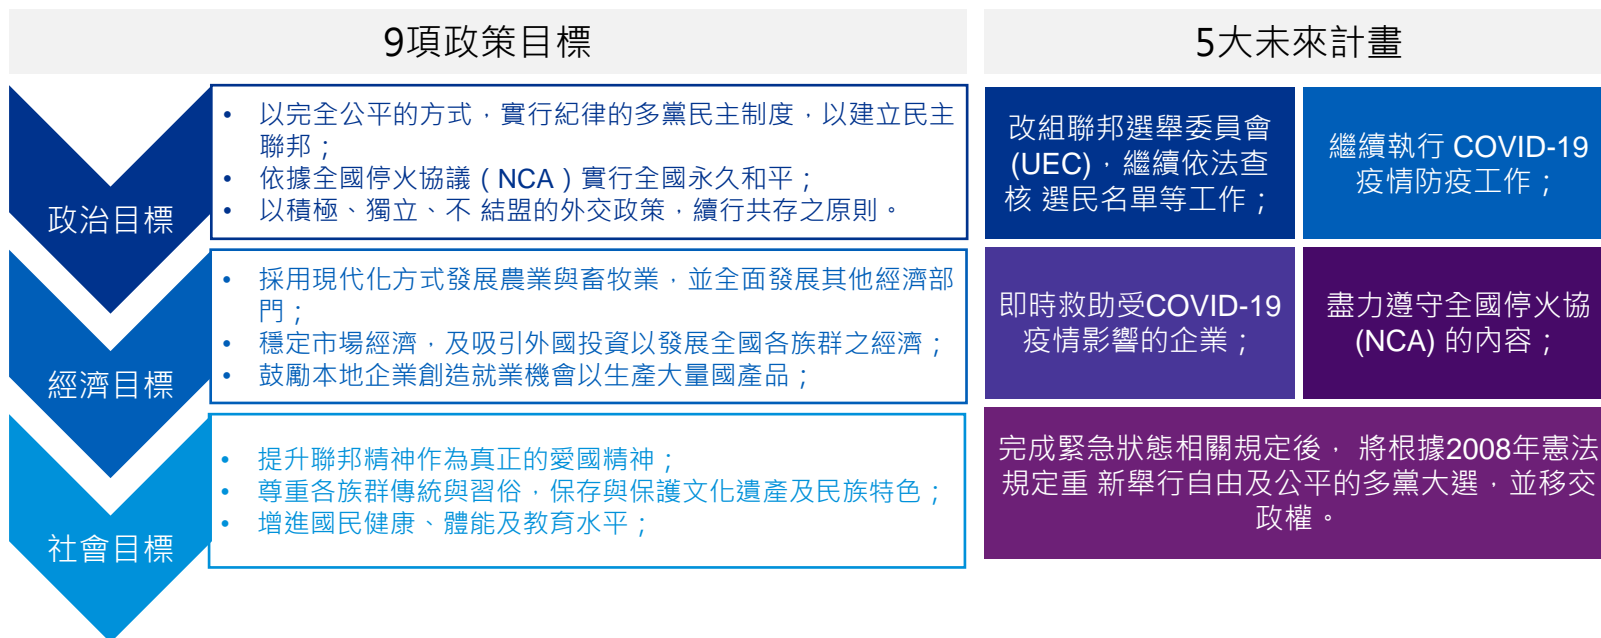 9項政策目標
政治目標
• 以完全公平的方式，實行紀律的多黨民主制度，以建立民主
聯邦；
• 依據全國停火協議（NCA）實行全國永久和平；
• 以積極、獨立、不 結盟的外交政策，續行共存之原則。
經濟目標
• 採用現代化方式發展農業與畜牧業，並全面發展其他經濟部
門；
• 穩定市場經濟，及吸引外國投資以發展全國各族群之經濟；
• 鼓勵本地企業創造就業機會以生產大量國產品；
社會目標
• 提升聯邦精神作為真正的愛國精神；
• 尊重各族群傳統與習俗，保存與保護文化遺產及民族特色；
• 增進國民健康、體能及教育水平；
5大未來計畫
改組聯邦選舉委員會
(UEC)，繼續依法查
核 選民名單等工作；
繼續執行 COVID-19
疫情防疫工作；
即時救助受COVID-19
疫情影響的企業；
盡力遵守全國停火協
(NCA) 的內容；
完成緊急狀態相關規定後， 將根據2008年憲法
規定重 新舉行自由及公平的多黨大選，並移交
政權。